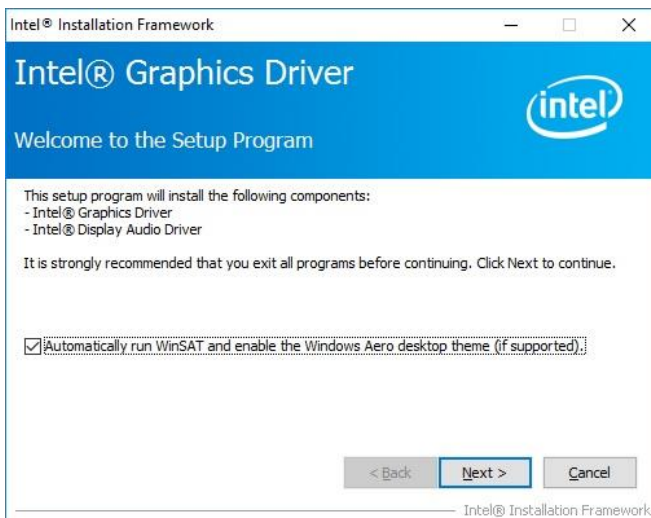 Intel® Installation Framework
Intel® Graphics Driver
intel
Welcome to the Setup Program
This setup program will install the following components:
- Intel® Graphics Driver
- Intel® Display Audio Driver
It is strongly recommended that you exit all programs before continuing. Click Next to continue.
Automatically run WinSAT and enable the Windows Aero desktop theme (if supported).
< Back Next > Cancel
Intel® Installation Framework